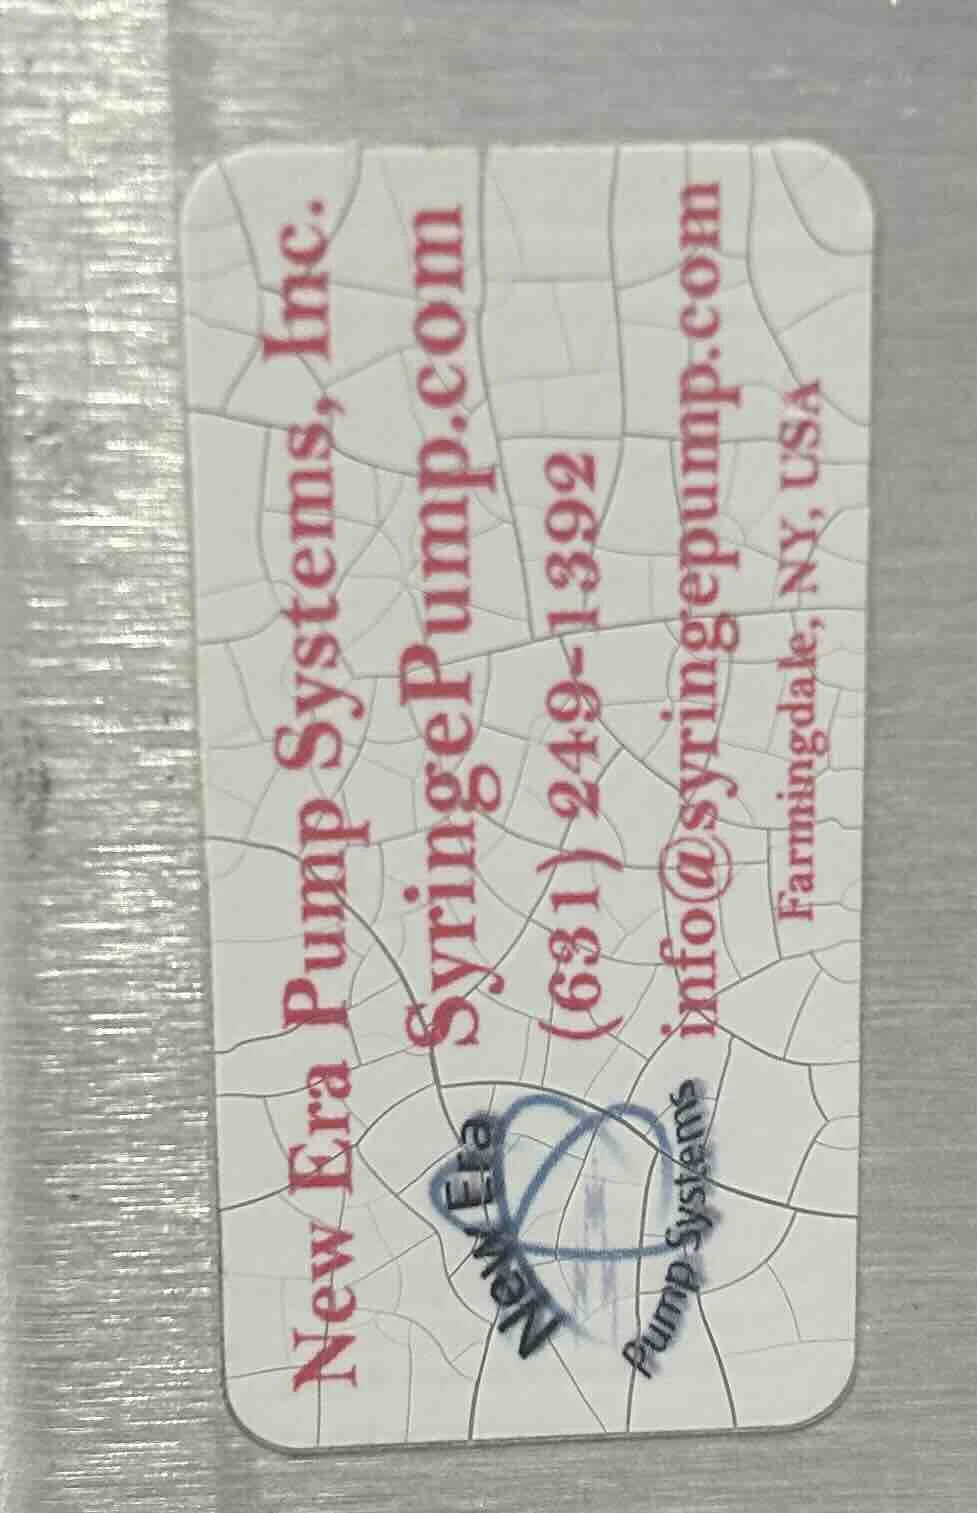 New Era Pump Systems, Inc.
SyringePump.com
(631) 249-1392
info@syringepump.com
Farmingdale, NY, USA
New Era
Pump Systems